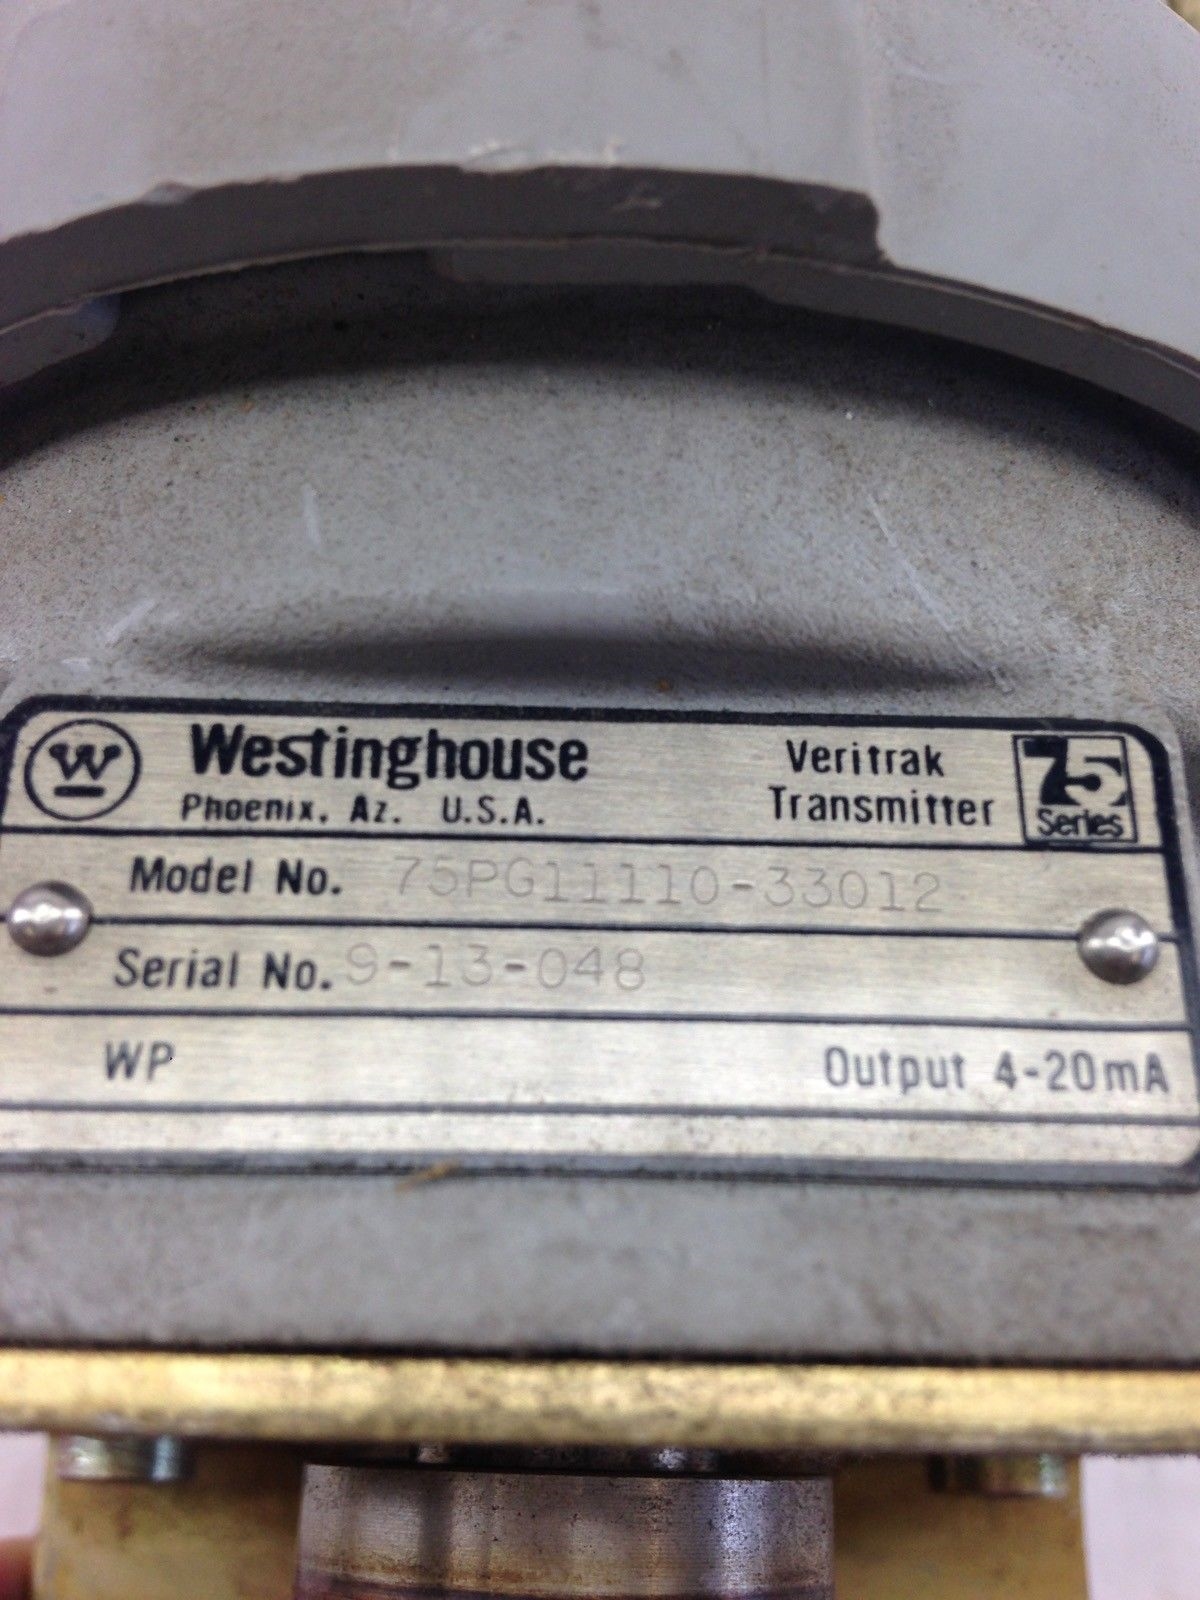 W Westinghouse Veritrak 75
Phoenix, Az. U.S.A. Transmitter Series
Model No. 75PG11110-33012
Serial No. 9-13-048
WP Output 4-20mA